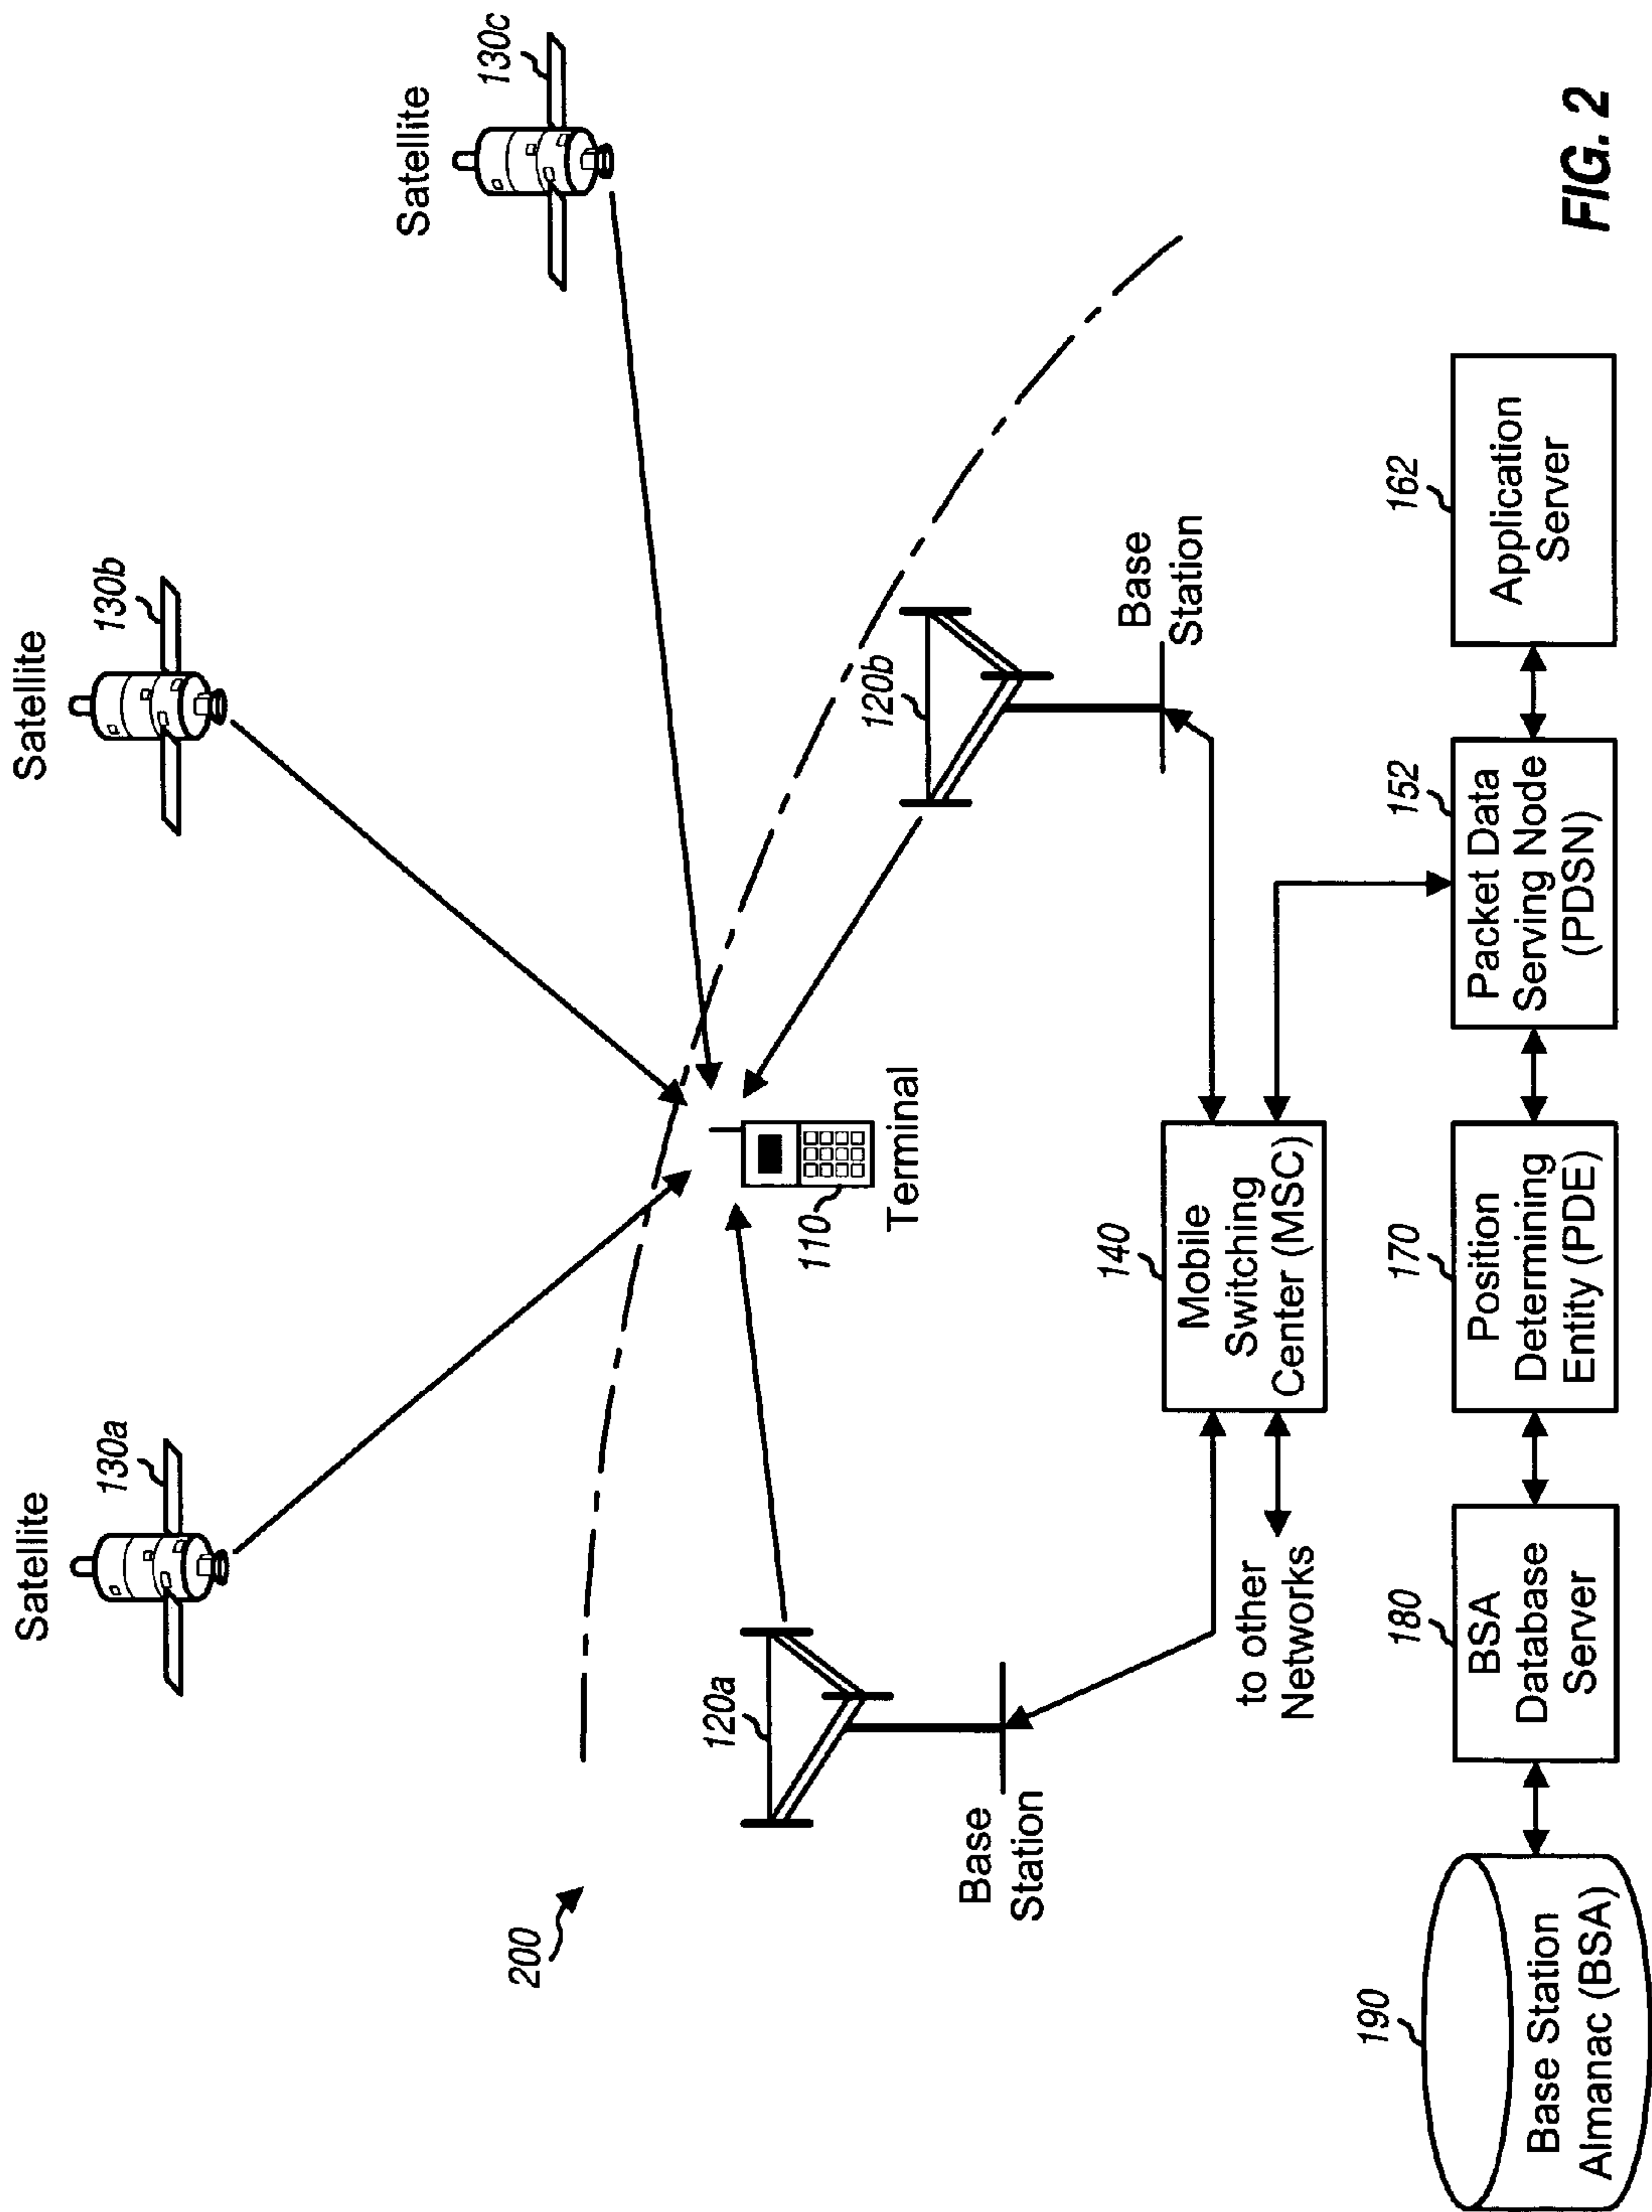 Satellite
130a
Satellite
130b
Satellite
130c
200
120a
Base
Station
110
Terminal
120b
Base
Station
140
Mobile
Switching
Center (MSC)
to other
Networks
190
Base Station
Almanac (BSA)
180
BSA
Database
Server
170
Position
Determining
Entity (PDE)
152
Packet Data
Serving Node
(PDSN)
162
Application
Server
FIG. 2